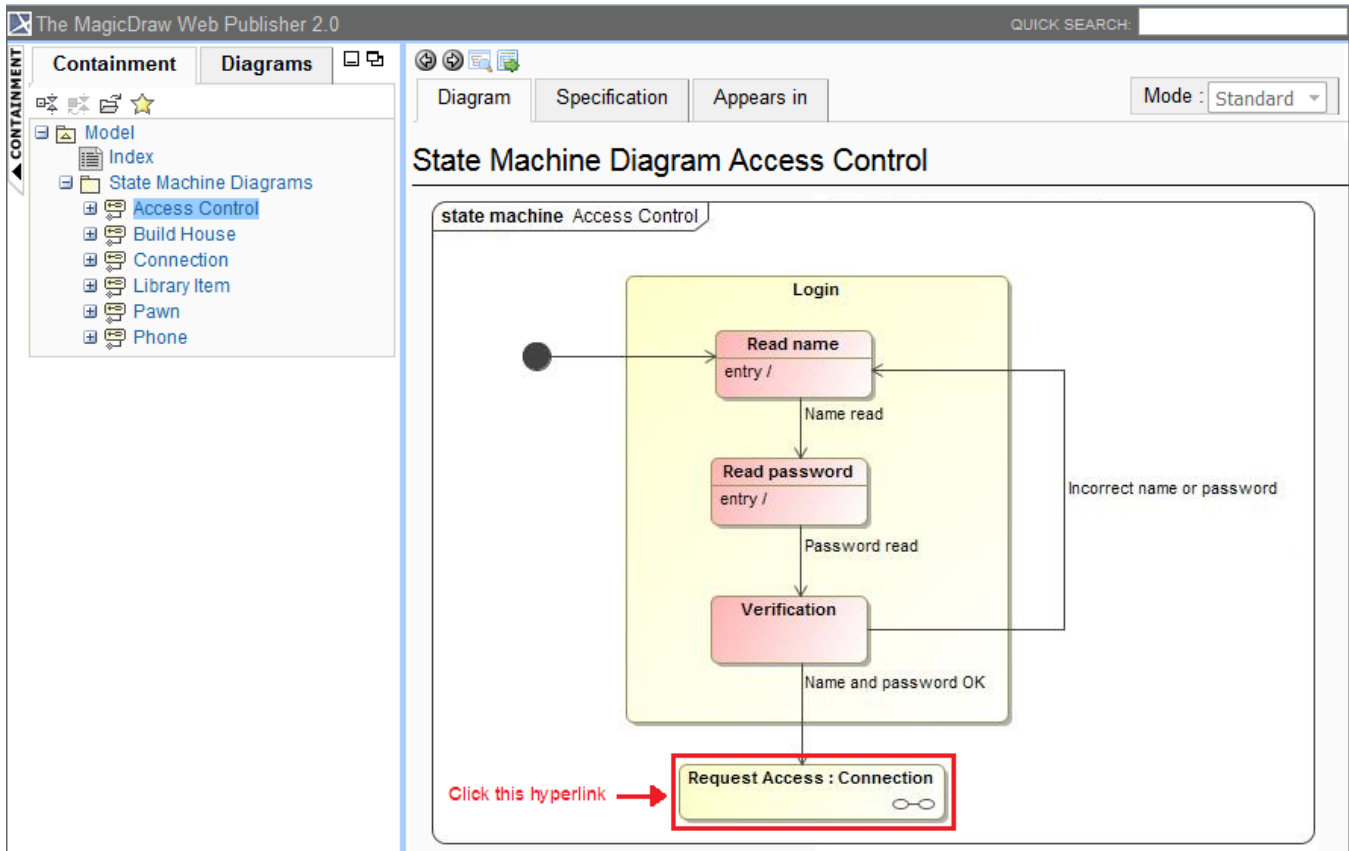 The MagicDraw Web Publisher 2.0
QUICK SEARCH:
CONTAINMENT
Containment
Diagrams
Model
Index
State Machine Diagrams
Access Control
Build House
Connection
Library Item
Pawn
Phone
Diagram
Specification
Appears in
Mode : Standard
State Machine Diagram Access Control
state machine Access Control
Login
Read name
entry /
Name read
Read password
entry /
Incorrect name or password
Password read
Verification
Name and password OK
Request Access : Connection
Click this hyperlink